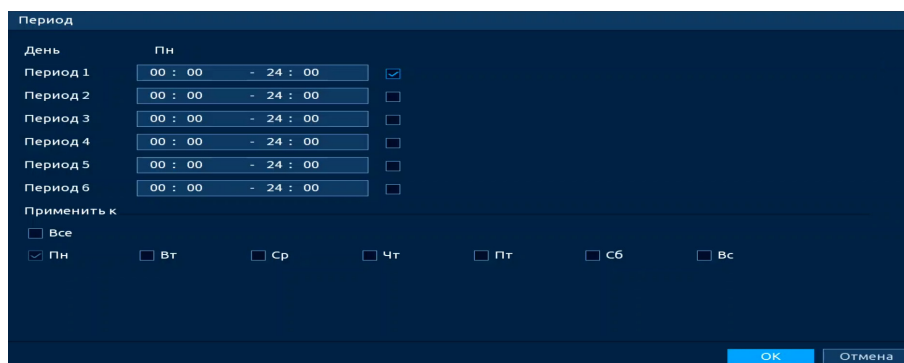 Период
День Пн
Период 1 00 : 00 - 24 : 00
Период 2 00 : 00 - 24 : 00
Период 3 00 : 00 - 24 : 00
Период 4 00 : 00 - 24 : 00
Период 5 00 : 00 - 24 : 00
Период 6 00 : 00 - 24 : 00
Применить к
Все
Пн Вт Ср Чт Пт Сб Вс
OK Отмена